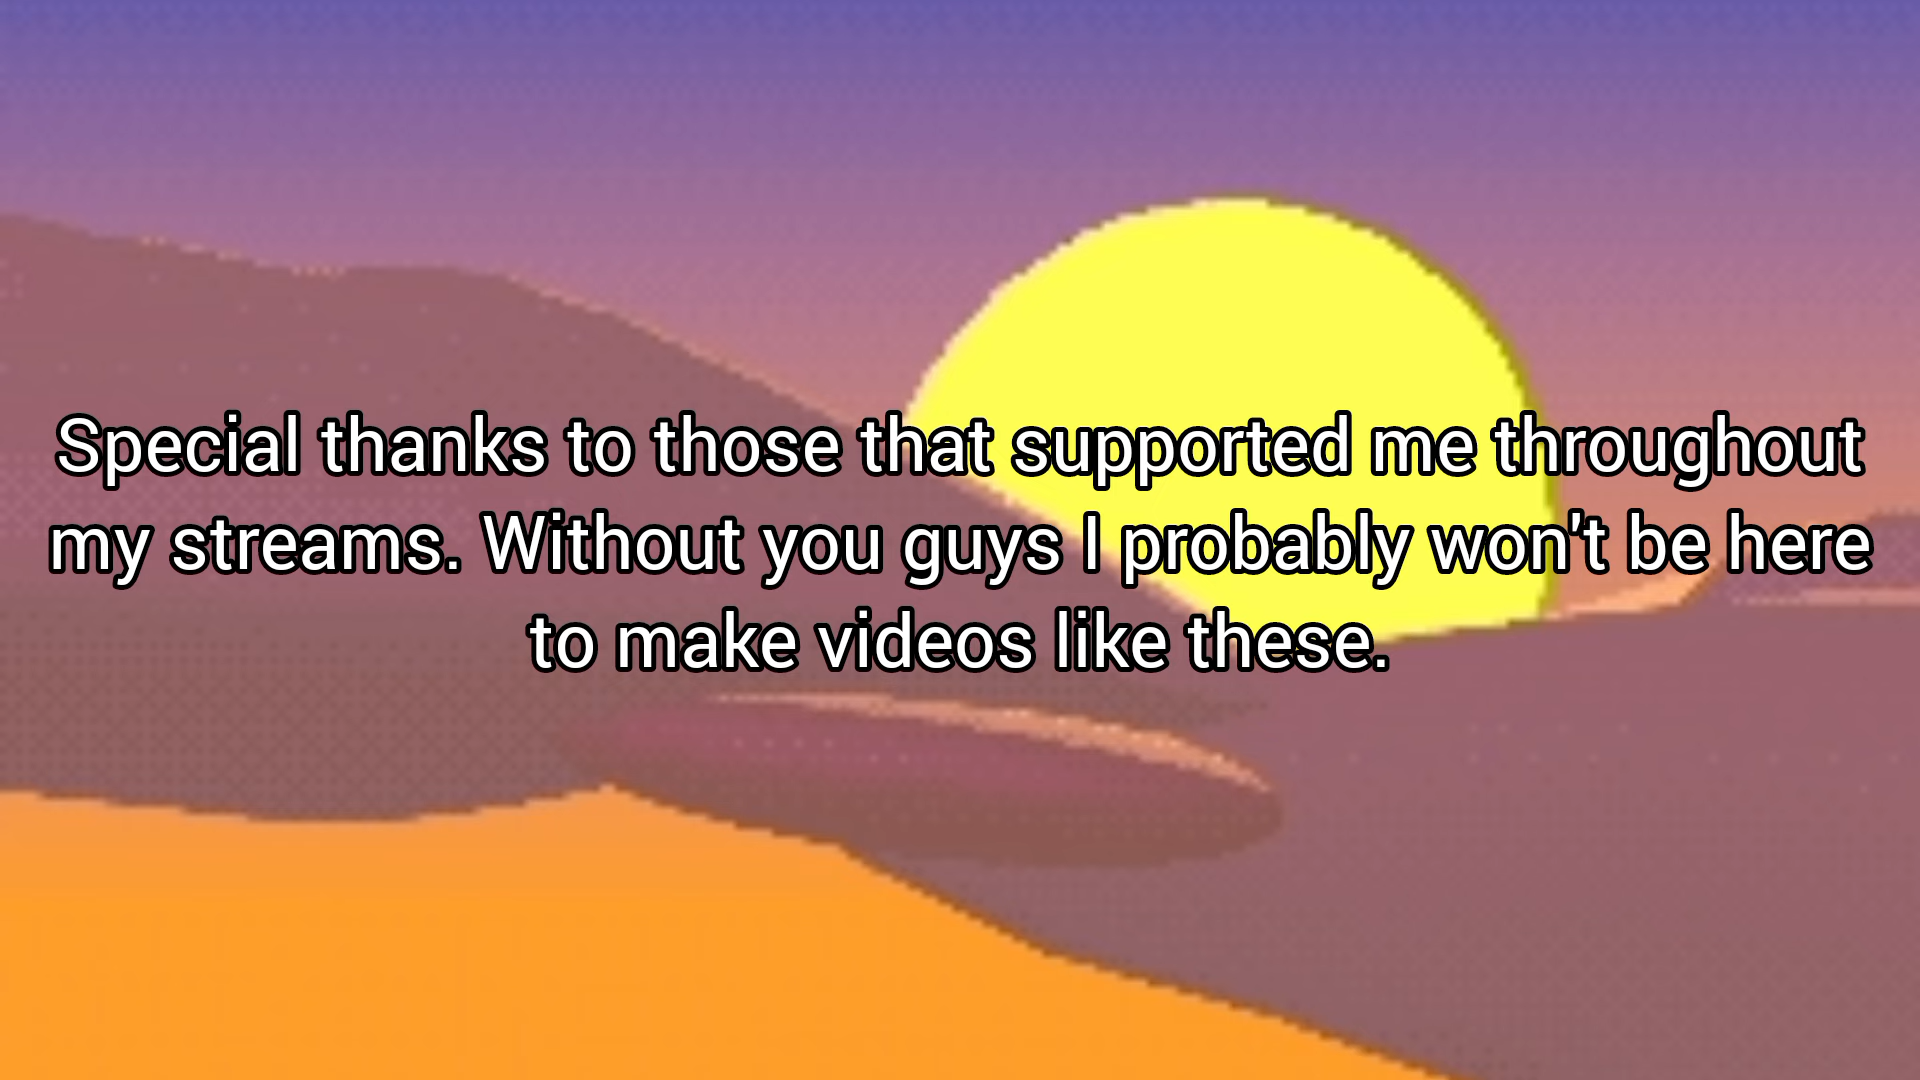 Special thanks to those that supported me throughout
my streams. Without you guys I probably won't be here
to make videos like these.